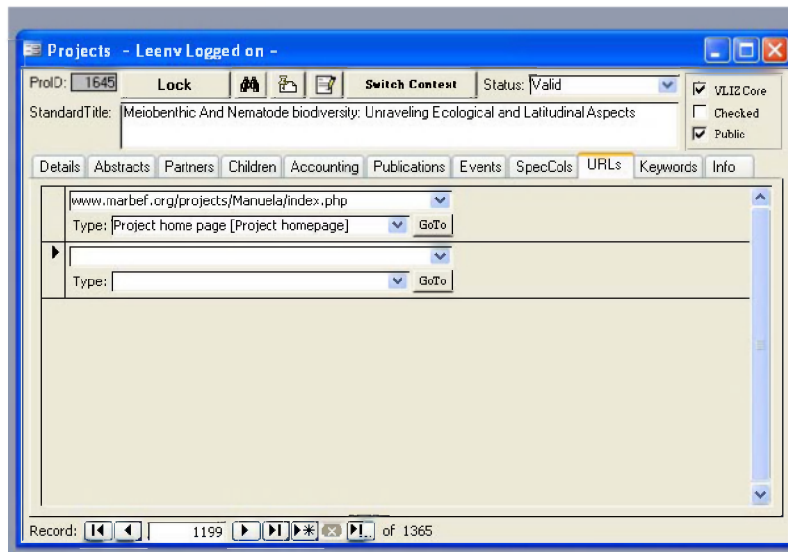 Projects - Leenv Logged on -
ProID: 1645 Lock Switch Context Status: Valid VLIZ Core
StandardTitle: Meiobenthic And Nematode biodiversity: Unraveling Ecological and Latitudinal Aspects Checked
Public
Details Abstracts Partners Children Accounting Publications Events SpecCols URLs Keywords Info
www.marbef.org/projects/Manuela/index.php
Type: Project home page [Project homepage] GoTo
Type: GoTo
Record: 1199 of 1365